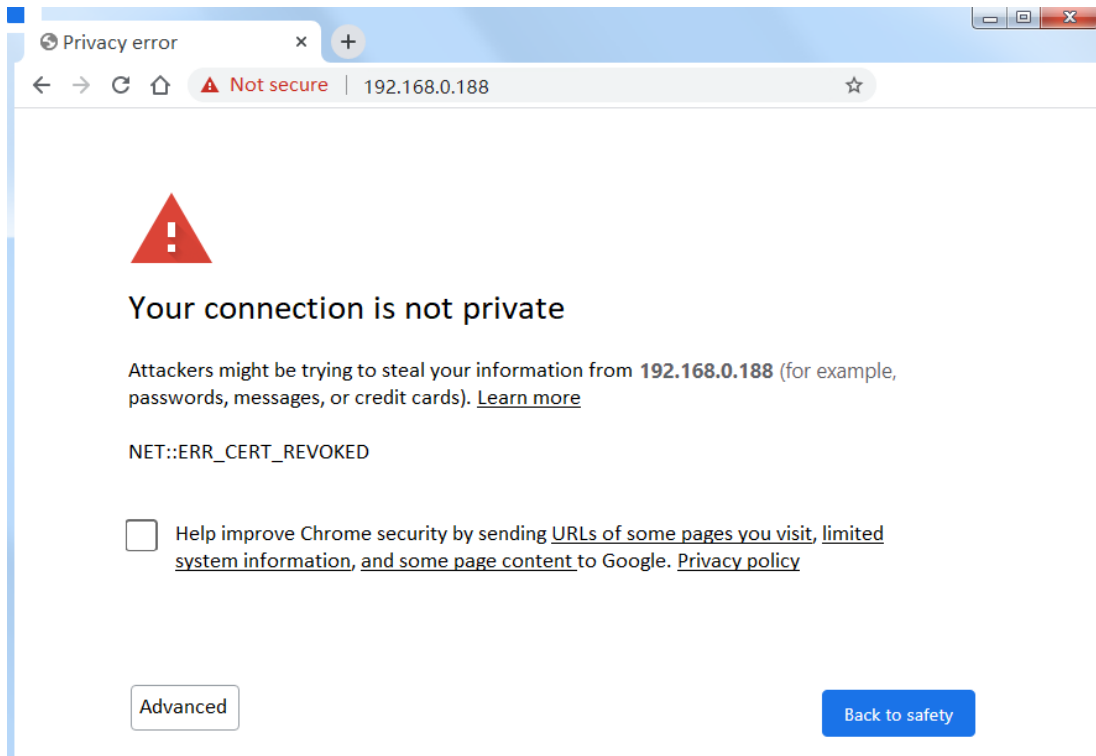 Privacy error
Not secure 192.168.0.188
Your connection is not private
Attackers might be trying to steal your information from 192.168.0.188 (for example,
passwords, messages, or credit cards). Learn more
NET::ERR_CERT_REVOKED
Help improve Chrome security by sending URLs of some pages you visit, limited
system information, and some page content to Google. Privacy policy
Advanced
Back to safety